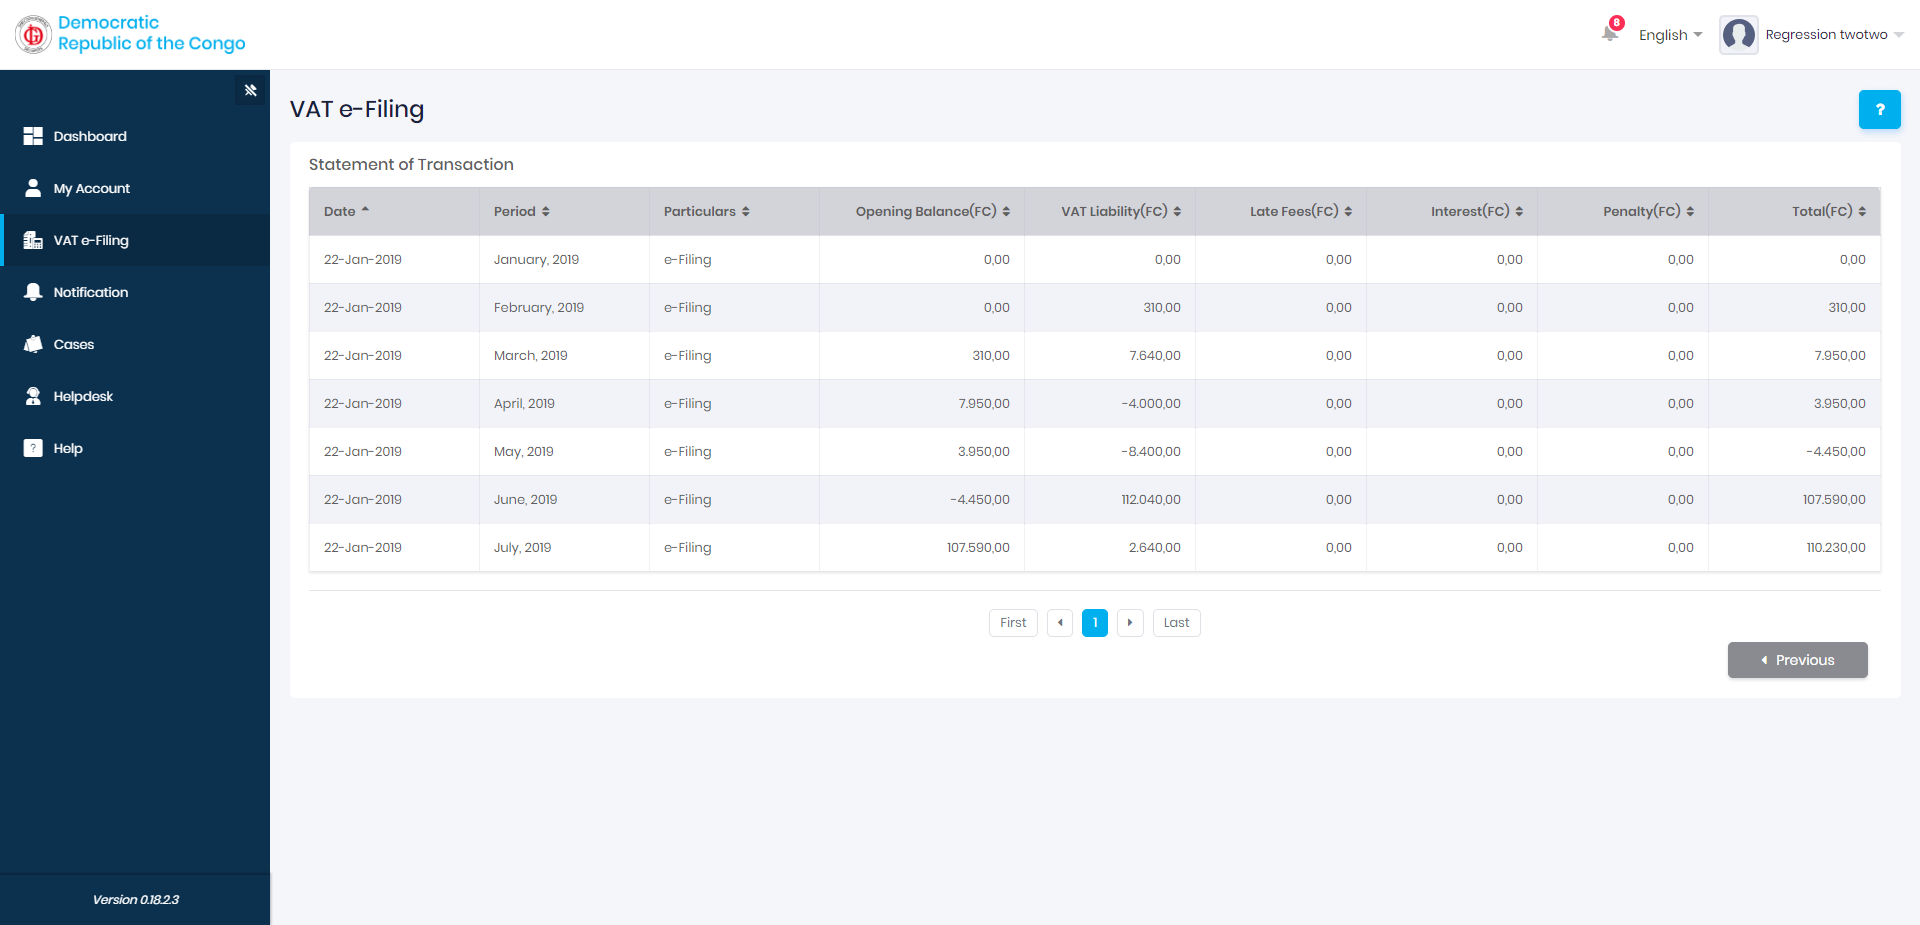 Democratic
Republic of the Congo
8
English
Regression twotwo
Dashboard
My Account
VAT e-Filing
Notification
Cases
Helpdesk
? Help
Version 0.18.2.3
VAT e-Filing
?
Statement of Transaction
Date Period Particulars Opening Balance(FC) VAT Liability(FC) Late Fees(FC) Interest(FC) Penalty(FC) Total(FC)
22-Jan-2019 January, 2019 e-Filing 0,00 0,00 0,00 0,00 0,00 0,00
22-Jan-2019 February, 2019 e-Filing 0,00 310,00 0,00 0,00 0,00 310,00
22-Jan-2019 March, 2019 e-Filing 310,00 7.640,00 0,00 0,00 0,00 7.950,00
22-Jan-2019 April, 2019 e-Filing 7.950,00 -4.000,00 0,00 0,00 0,00 3.950,00
22-Jan-2019 May, 2019 e-Filing 3.950,00 -8.400,00 0,00 0,00 0,00 -4.450,00
22-Jan-2019 June, 2019 e-Filing -4.450,00 112.040,00 0,00 0,00 0,00 107.590,00
22-Jan-2019 July, 2019 e-Filing 107.590,00 2.640,00 0,00 0,00 0,00 110.230,00
First 1 Last
Previous